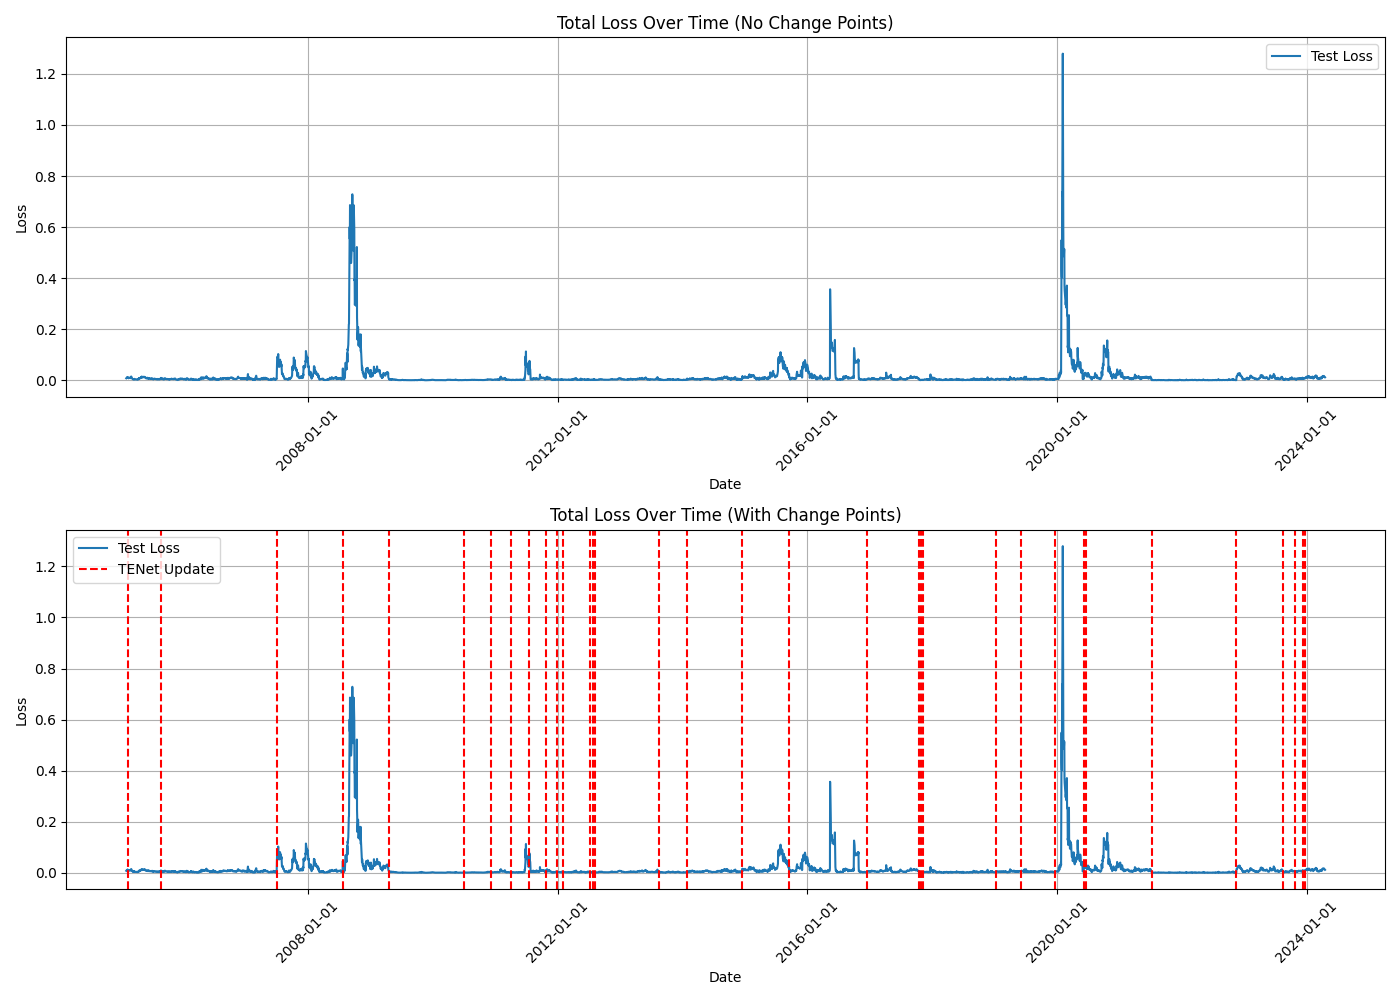 Total Loss Over Time (No Change Points)
Test Loss
Loss
1.2
1.0
0.8
0.6
0.4
0.2
0.0
2008-01-01
2012-01-01
2016-01-01
2020-01-01
2024-01-01
Date
Total Loss Over Time (With Change Points)
Test Loss
TENet Update
Loss
1.2
1.0
0.8
0.6
0.4
0.2
0.0
2008-01-01
2012-01-01
2016-01-01
2020-01-01
2024-01-01
Date